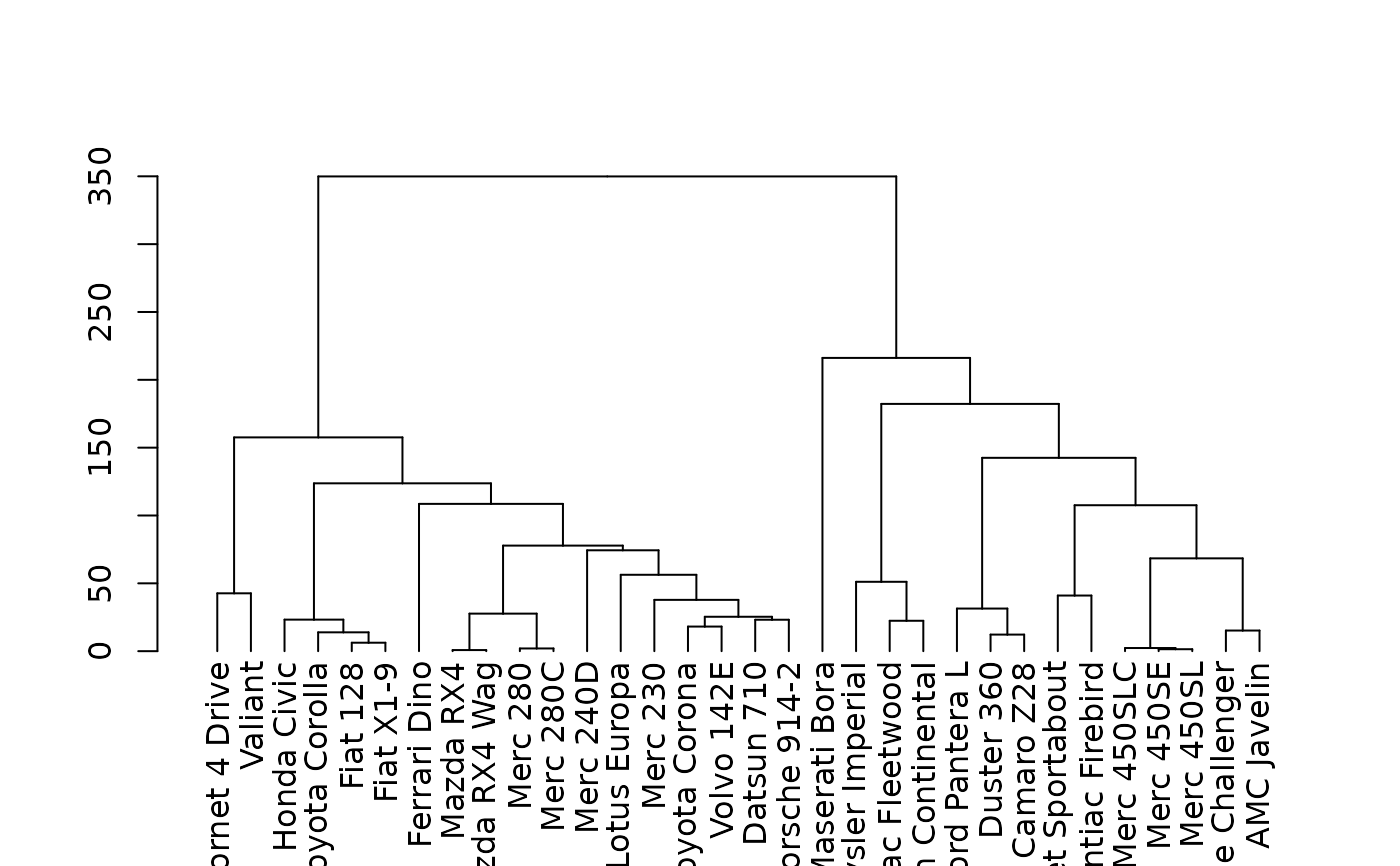 350
250
150
50
0
ornet 4 Drive
Valiant
Honda Civic
oyota Corolla
Fiat 128
Fiat X1-9
Ferrari Dino
Mazda RX4
zda RX4 Wag
Merc 280
Merc 280C
Merc 240D
Lotus Europa
Merc 230
oyota Corona
Volvo 142E
Datsun 710
orsche 914-2
Maserati Bora
ysler Imperial
ac Fleetwood
n Continental
ord Pantera L
Duster 360
Camaro Z28
et Sportabout
ntiac Firebird
Merc 450SLC
Merc 450SE
Merc 450SL
e Challenger
AMC Javelin